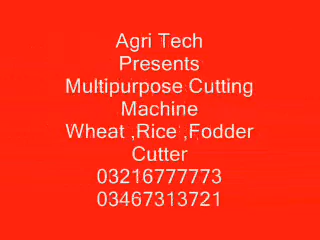 Agri Tech
Presents
Multipurpose Cutting
Machine
Wheat ,Rice ,Fodder
Cutter
03216777773
03467313721